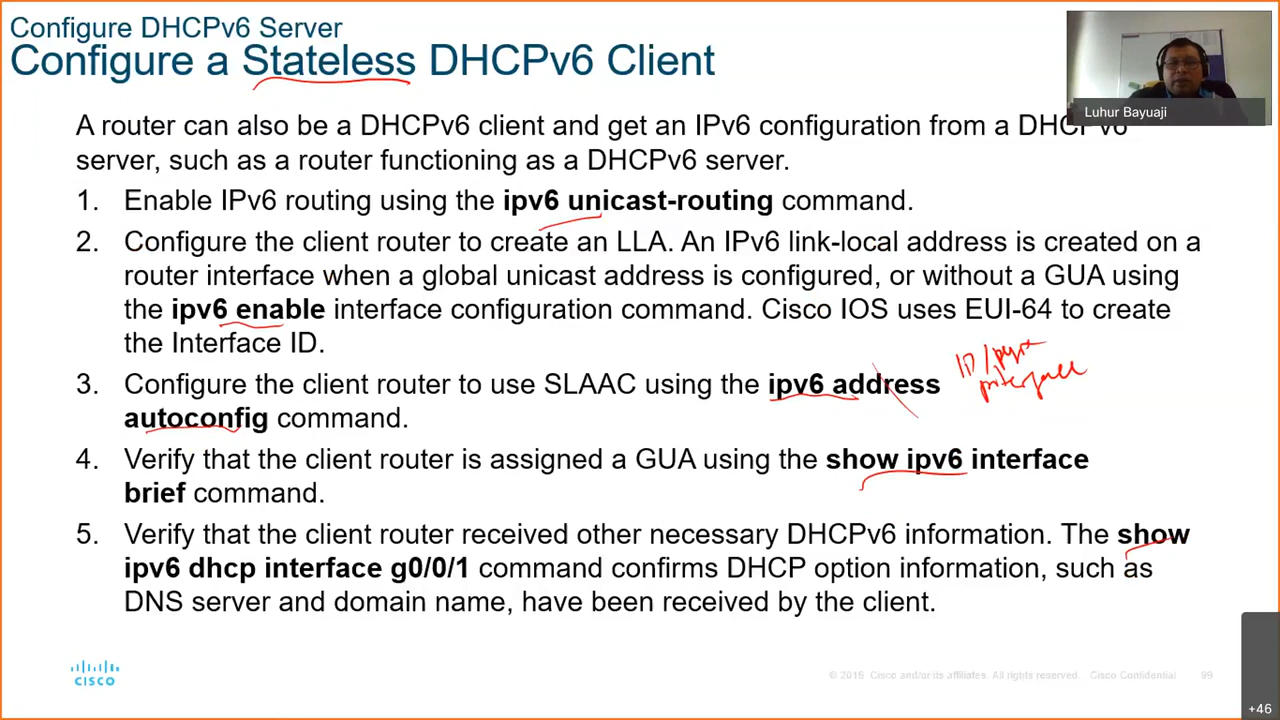 Configure DHCPv6 Server
Configure a Stateless DHCPv6 Client
Luhur Bayuaji
A router can also be a DHCPv6 client and get an IPv6 configuration from a DHCPv6
server, such as a router functioning as a DHCPv6 server.
1. Enable IPv6 routing using the ipv6 unicast-routing command.
2. Configure the client router to create an LLA. An IPv6 link-local address is created on a
router interface when a global unicast address is configured, or without a GUA using
the ipv6 enable interface configuration command. Cisco IOS uses EUI-64 to create
the Interface ID.
3. Configure the client router to use SLAAC using the ipv6 address
autoconfig command.
interface
4. Verify that the client router is assigned a GUA using the show ipv6 interface
brief command.
5. Verify that the client router received other necessary DHCPv6 information. The show
ipv6 dhcp interface g0/0/1 command confirms DHCP option information, such as
DNS server and domain name, have been received by the client.
CISCO
© 2016 Cisco and/or its affiliates. All rights reserved. Cisco Confidential 99
+46